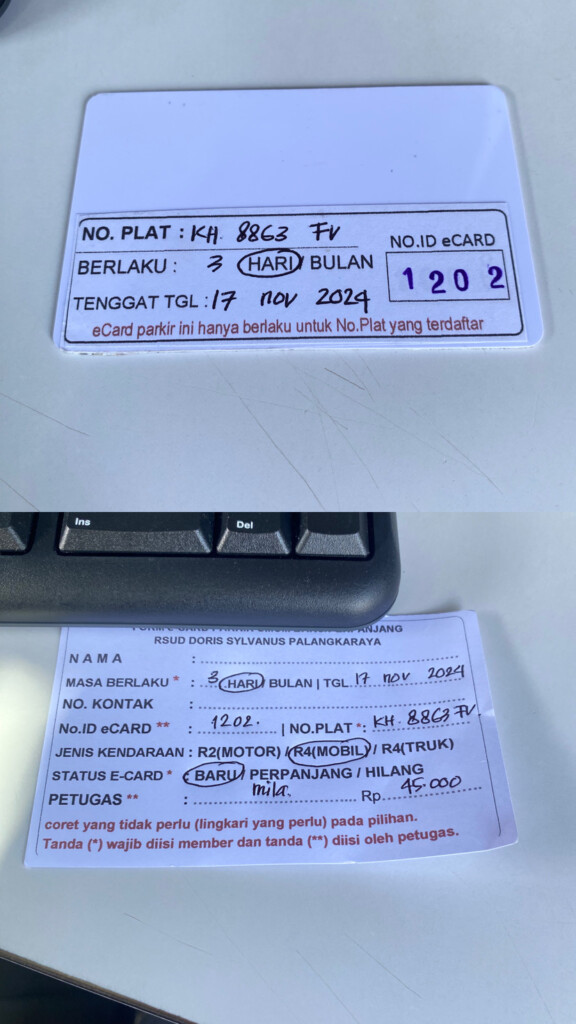 NO. PLAT : KH. 8863 FV
BERLAKU : 3 HARI / BULAN
TENGGAT TGL : 17 nov 2024
NO.ID eCARD
1202
eCard parkir ini hanya berlaku untuk No.Plat yang terdaftar
Ins
Del
RSUD DORIS SYLVANUS PALANGKARAYA
NAMA :
MASA BERLAKU * : 3 HARI / BULAN | TGL 17 nov 2024
NO. KONTAK :
No.ID eCARD ** : 1202. | NO.PLAT *: KH. 8863 FV.
JENIS KENDARAAN : R2(MOTOR) / R4(MOBIL) / R4(TRUK)
STATUS E-CARD * : BARU / PERPANJANG / HILANG
PETUGAS ** : mila. Rp. 45.000
coret yang tidak perlu (lingkari yang perlu) pada pilihan.
Tanda (*) wajib diisi member dan tanda (**) diisi oleh petugas.